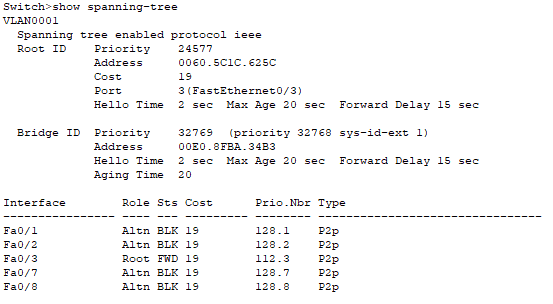 Switch>show spanning-tree
VLAN0001
  Spanning tree enabled protocol ieee
  Root ID    Priority    24577
             Address     0060.5C1C.625C
             Cost        19
             Port        3(FastEthernet0/3)
             Hello Time  2 sec  Max Age 20 sec  Forward Delay 15 sec

  Bridge ID  Priority    32769  (priority 32768 sys-id-ext 1)
             Address     00E0.8FBA.34B3
             Hello Time  2 sec  Max Age 20 sec  Forward Delay 15 sec
             Aging Time  20

Interface        Role Sts Cost      Prio.Nbr Type
---------------- ---- --- --------- -------- --------------------------------
Fa0/1            Altn BLK 19        128.1    P2p
Fa0/2            Altn BLK 19        128.2    P2p
Fa0/3            Root FWD 19        112.3    P2p
Fa0/7            Altn BLK 19        128.7    P2p
Fa0/8            Altn BLK 19        128.8    P2p